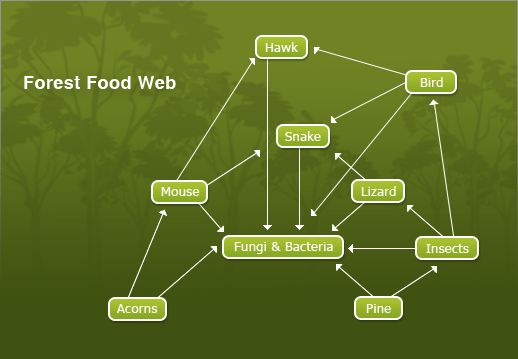 Forest Food Web
Hawk
Bird
Snake
Mouse
Lizard
Fungi & Bacteria
Insects
Acorns
Pine